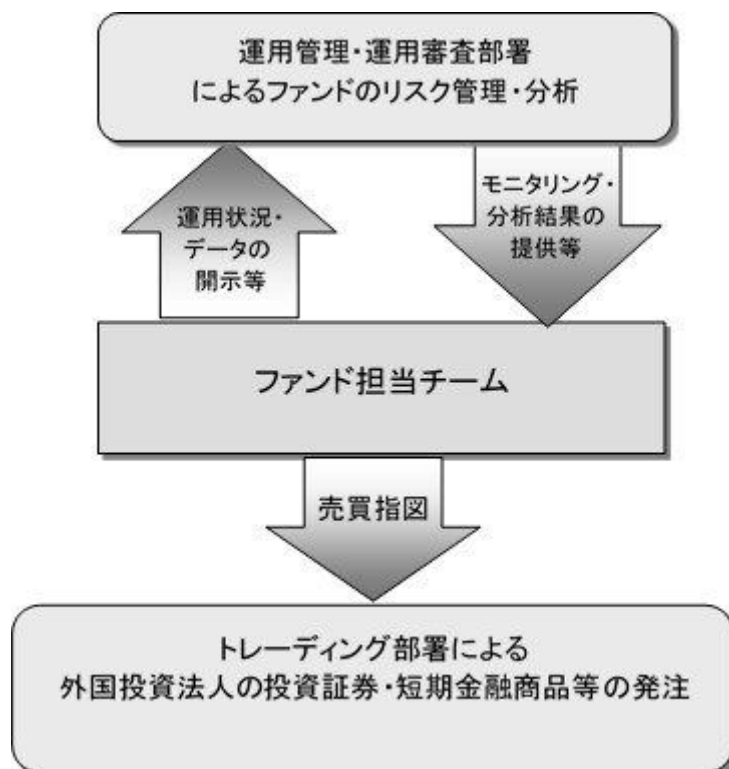 運用管理・運用審査部署
によるファンドのリスク管理・分析
運用状況・
データの
開示等
モニタリング・
分析結果の
提供等
ファンド担当チーム
売買指図
トレーディング部署による
外国投資法人の投資証券・短期金融商品等の発注